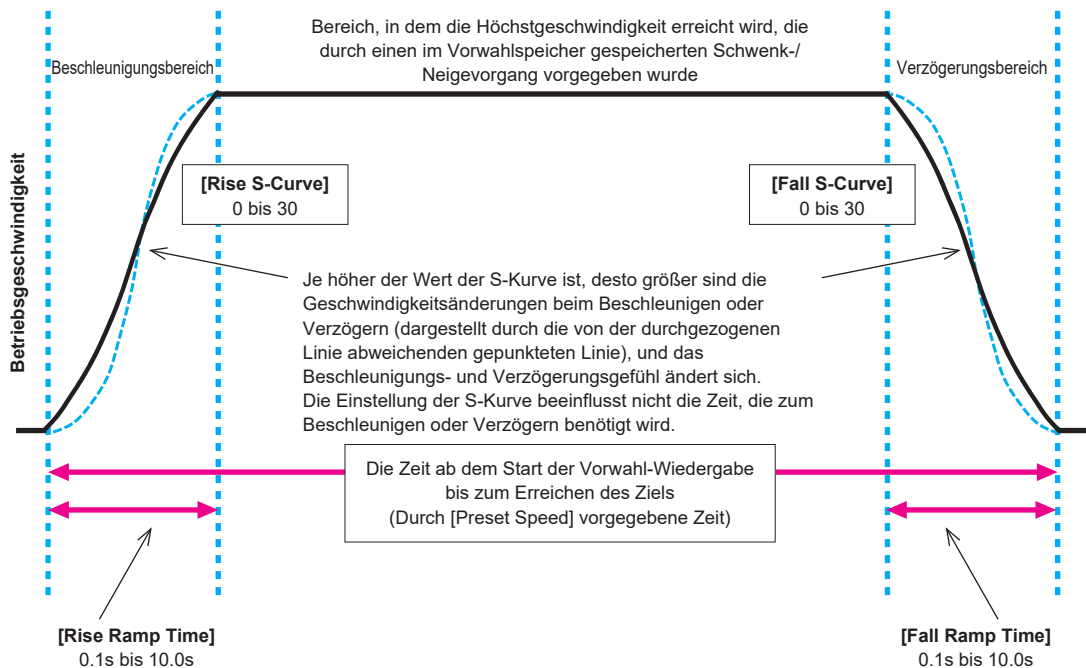 Bereich, in dem die Höchstgeschwindigkeit erreicht wird, die
durch einen im Vorwahlspeicher gespeicherten Schwenk-/
Neigevorgang vorgegeben wurde
Beschleunigungsbereich
Verzögerungsbereich
Betriebsgeschwindigkeit
[Rise S-Curve]
0 bis 30
[Fall S-Curve]
0 bis 30
Je höher der Wert der S-Kurve ist, desto größer sind die
Geschwindigkeitsänderungen beim Beschleunigen oder
Verzögern (dargestellt durch die von der durchgezogenen
Linie abweichenden gepunkteten Linie), und das
Beschleunigungs- und Verzögerungsgefühl ändert sich.
Die Einstellung der S-Kurve beeinflusst nicht die Zeit, die zum
Beschleunigen oder Verzögern benötigt wird.
Die Zeit ab dem Start der Vorwahl-Wiedergabe
bis zum Erreichen des Ziels
(Durch [Preset Speed] vorgegebene Zeit)
[Rise Ramp Time]
0.1s bis 10.0s
[Fall Ramp Time]
0.1s bis 10.0s